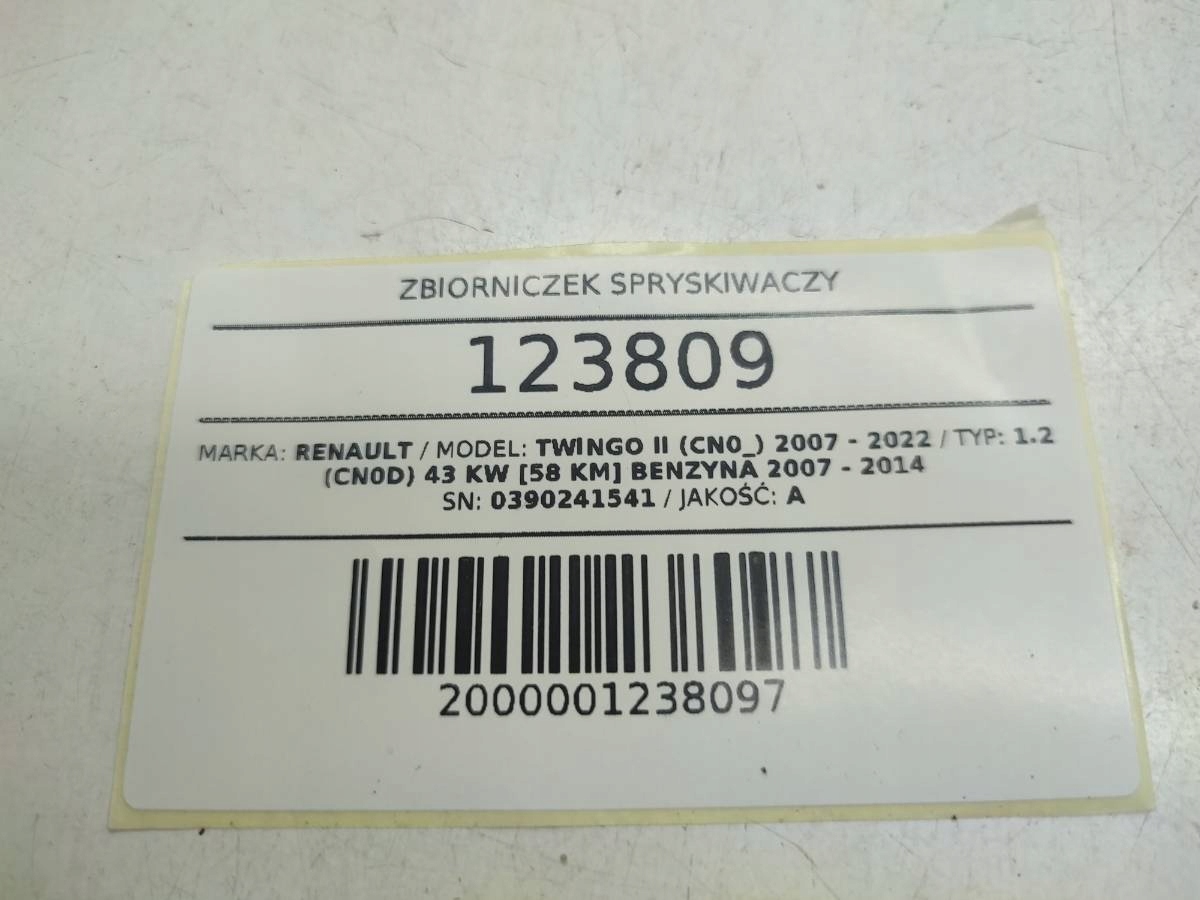 ZBIORNICZEK SPRYSKIWACZY
123809
MARKA: RENAULT / MODEL: TWINGO II (CN0_) 2007 - 2022 / TYP: 1.2
(CN0D) 43 KW [58 KM] BENZYNA 2007 - 2014
SN: 0390241541 / JAKOŚĆ: A
2000001238097